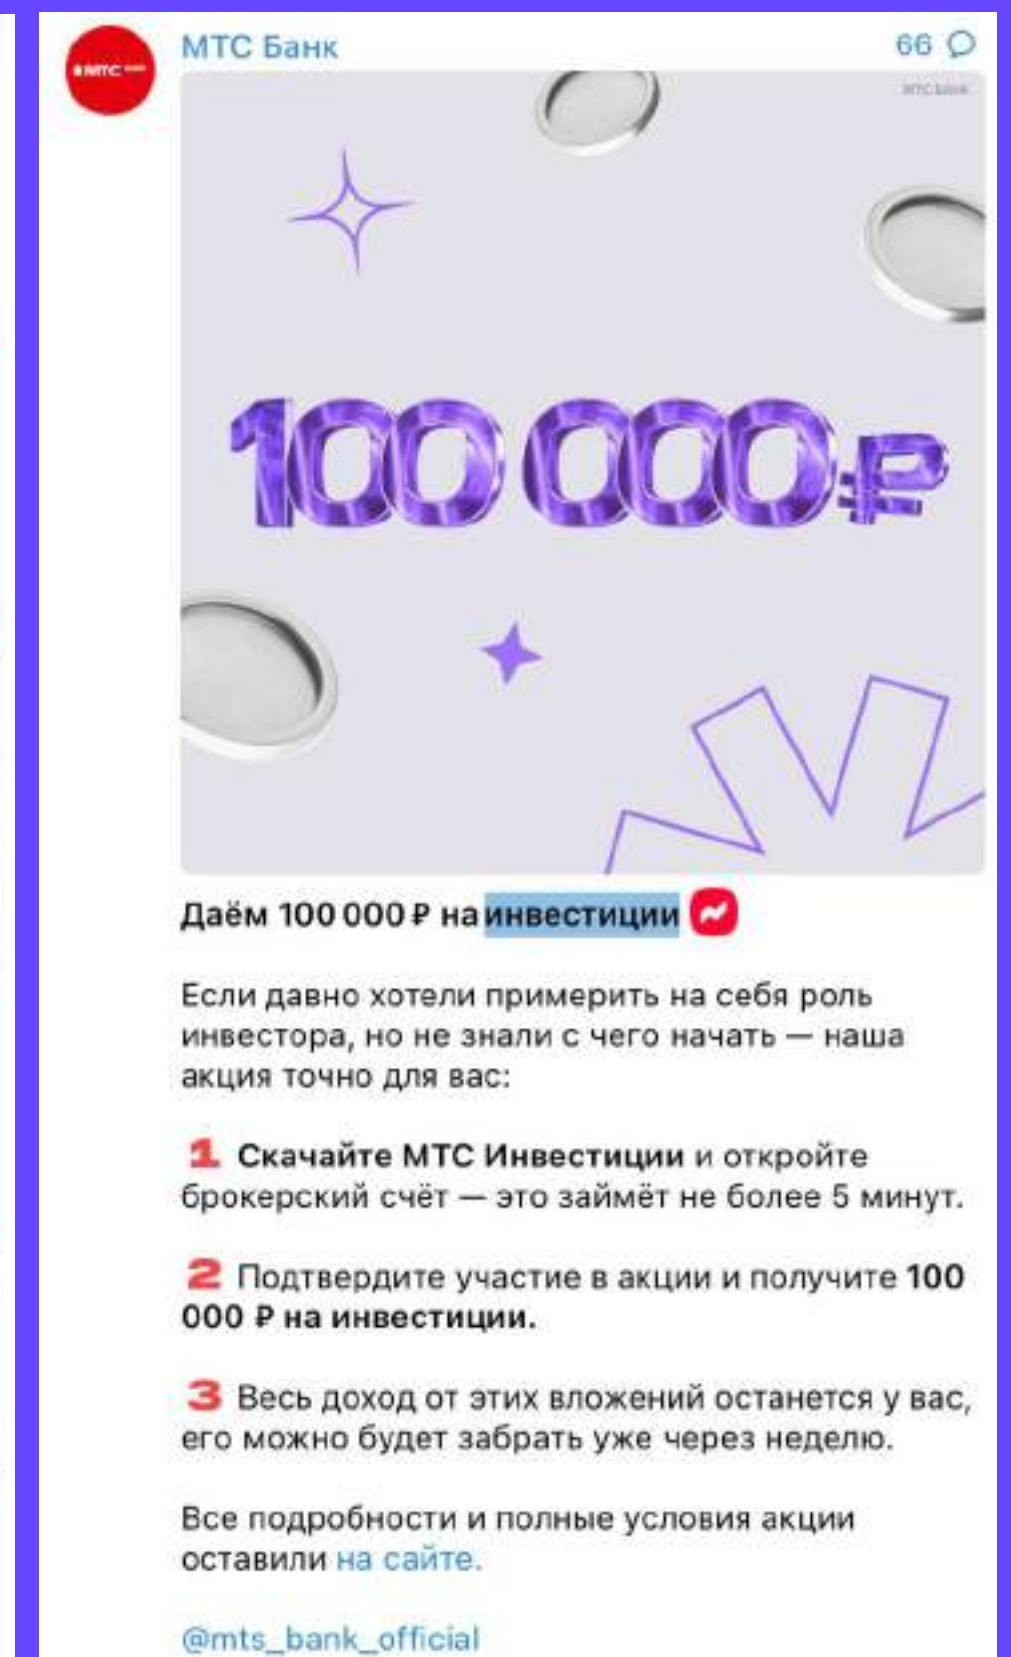 МТС Банк
66
МТС
МТС БАНК
100 000 ₽
Даём 100 000 ₽ на инвестиции
Если давно хотели примерить на себя роль
инвестора, но не знали с чего начать — наша
акция точно для вас:
1 Скачайте МТС Инвестиции и откройте
брокерский счёт — это займёт не более 5 минут.
2 Подтвердите участие в акции и получите 100
000 ₽ на инвестиции.
3 Весь доход от этих вложений останется у вас,
его можно будет забрать уже через неделю.
Все подробности и полные условия акции
оставили на сайте.
@mts_bank_official